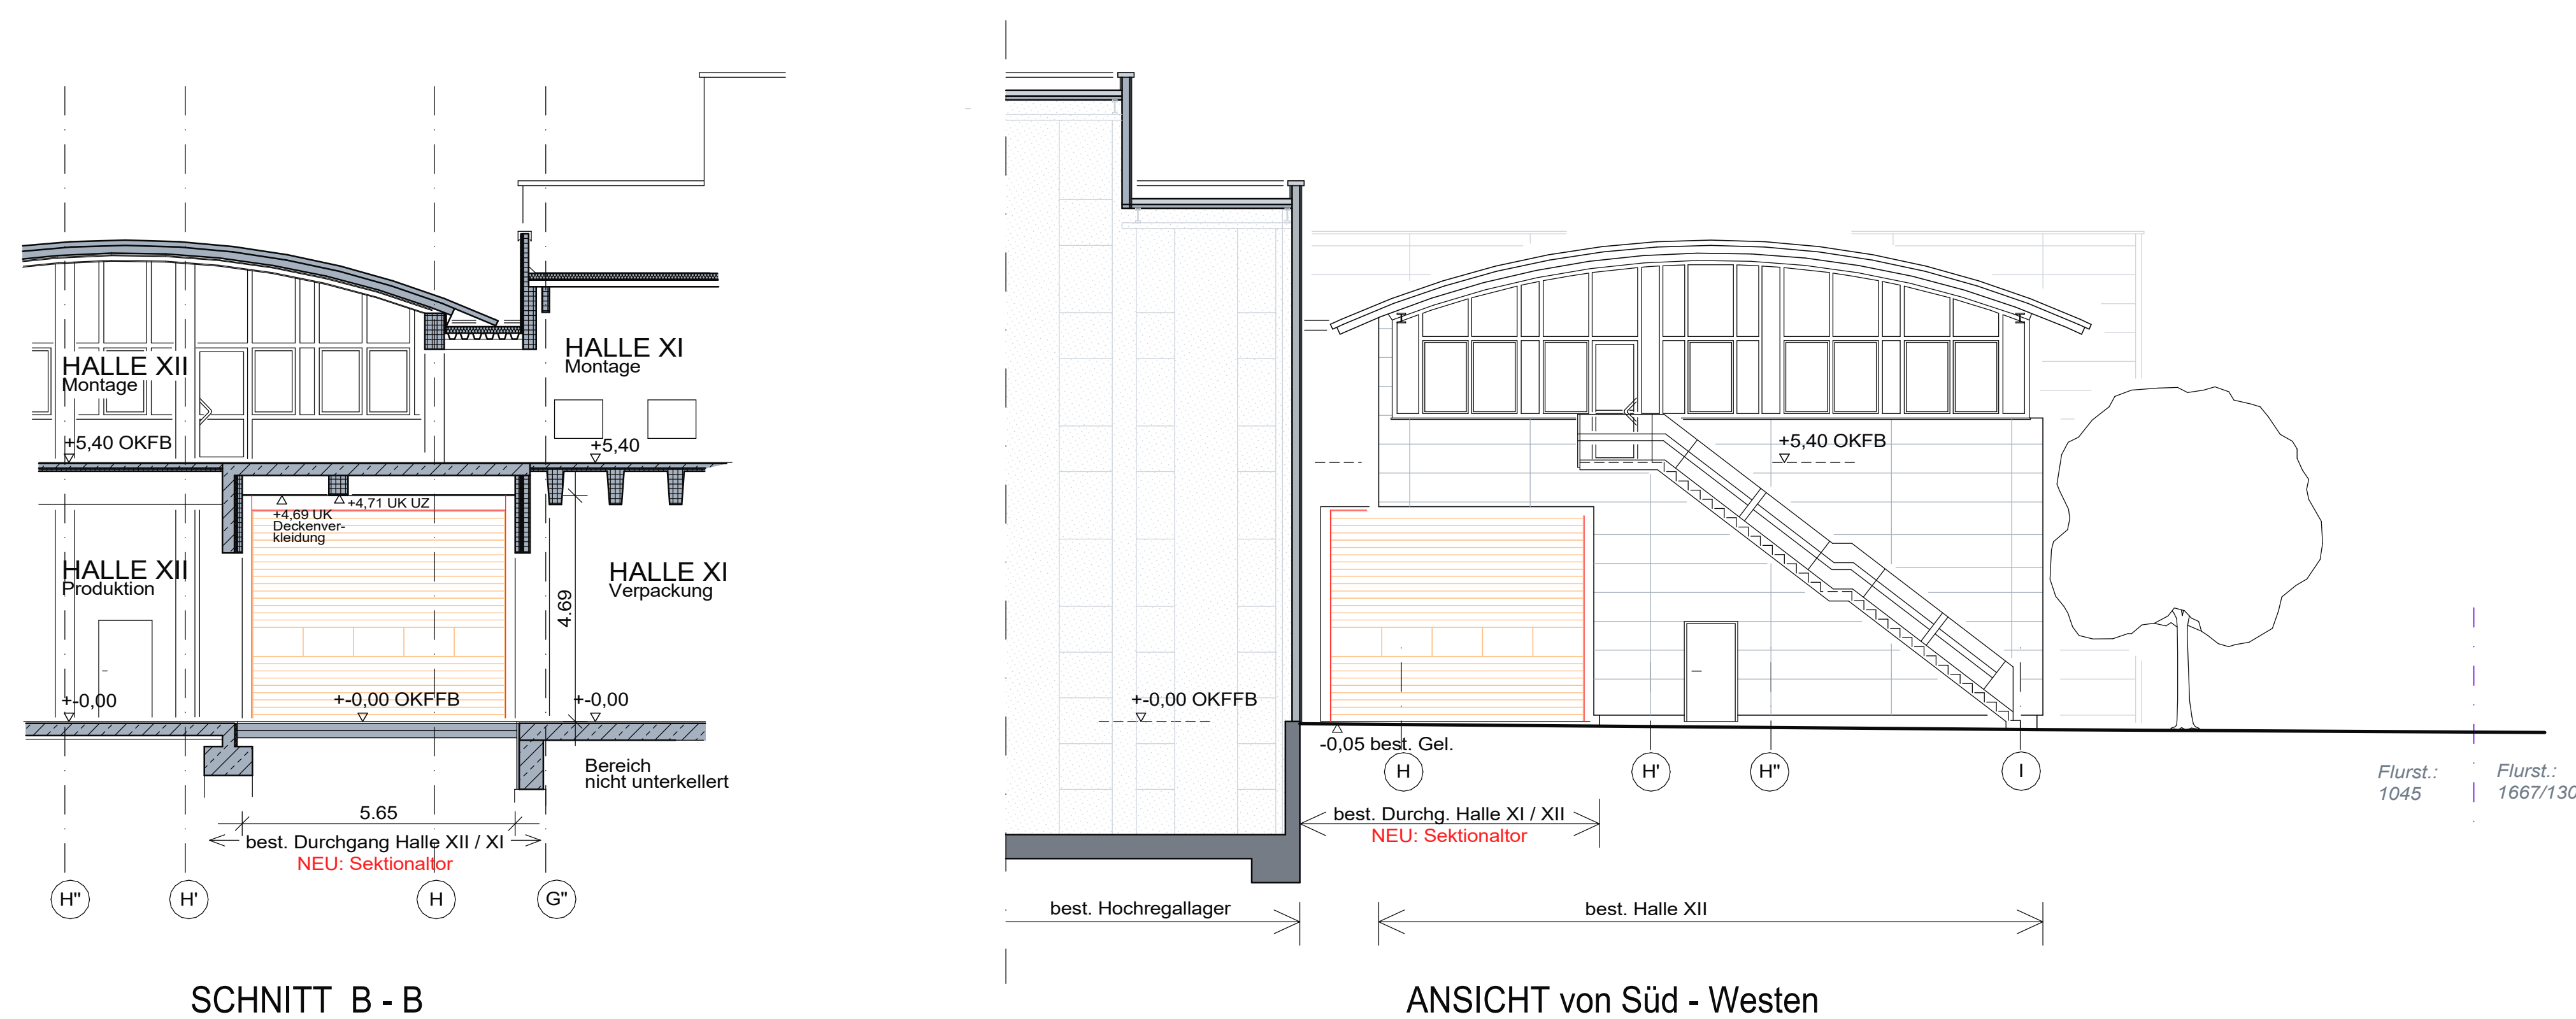 HALLE XII
Montage
HALLE XI
Montage
+5,40 OKFB
+5,40
+4,71 UK UZ
+4,69 UK
Deckenver-
kleidung
HALLE XII
Produktion
HALLE XI
Verpackung
4.69
+-0,00
+-0,00 OKFFB
+-0,00
Bereich
nicht unterkellert
5.65
best. Durchgang Halle XII / XI
NEU: Sektionaltor
H"
H'
H
G"
SCHNITT B - B
+5,40 OKFB
+-0,00 OKFFB
-0,05 best. Gel.
H
H'
H"
I
Flurst.:
1045
Flurst.:
1667/130
best. Durchg. Halle XI / XII
NEU: Sektionaltor
best. Hochregallager
best. Halle XII
ANSICHT von Süd - Westen